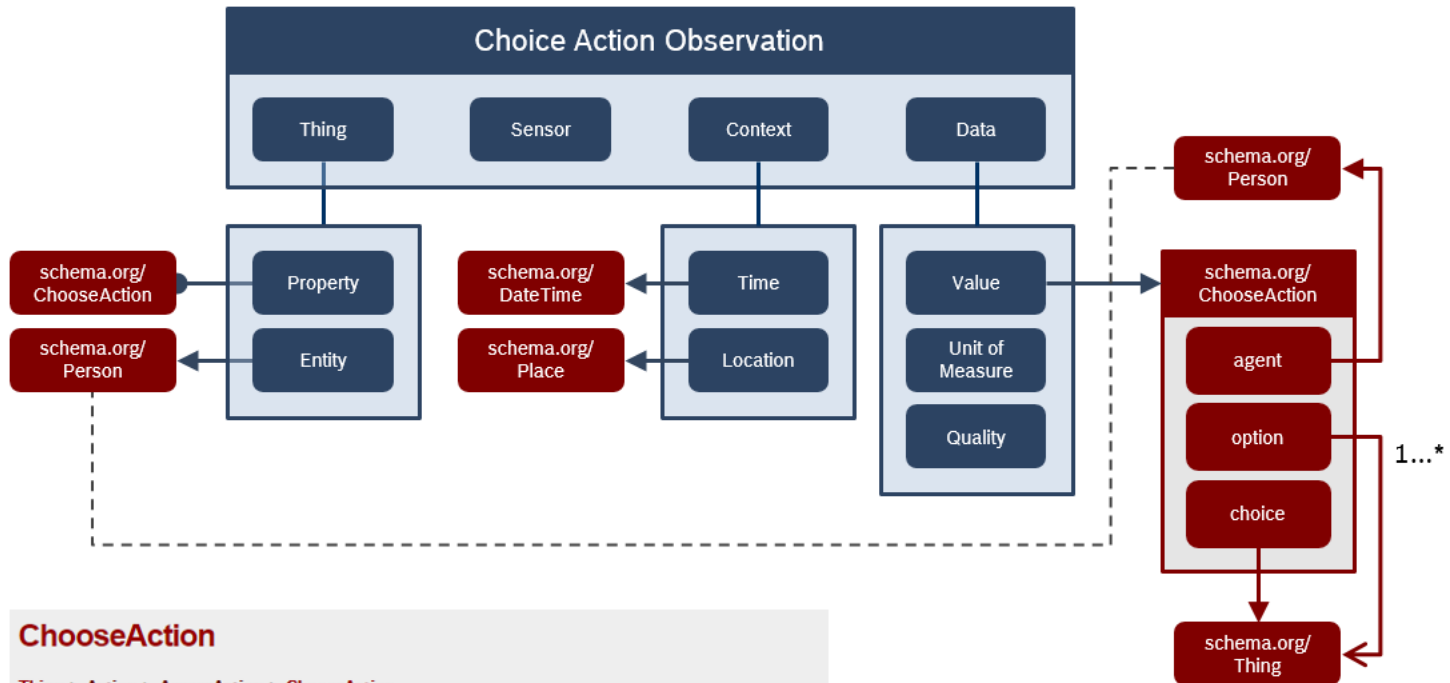 Choice Action Observation
Thing
Sensor
Context
Data
schema.org/
Person
schema.org/
ChooseAction
Property
schema.org/
DateTime
Time
Value
schema.org/
ChooseAction
schema.org/
Person
Entity
schema.org/
Place
Location
Unit of
Measure
agent
Quality
option
1...*
choice
ChooseAction
schema.org/
Thing